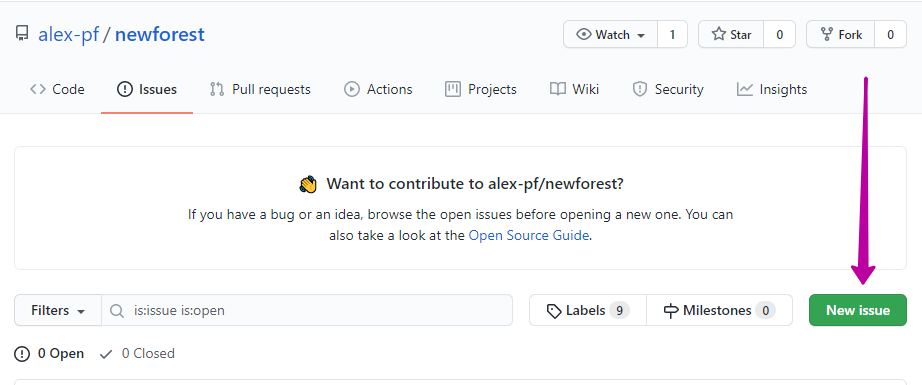 alex-pf / newforest
Watch 1 Star 0 Fork 0
Code Issues Pull requests Actions Projects Wiki Security Insights
Want to contribute to alex-pf/newforest?
If you have a bug or an idea, browse the open issues before opening a new one. You can
also take a look at the Open Source Guide.
Filters is:issue is:open Labels 9 Milestones 0 New issue
0 Open 0 Closed